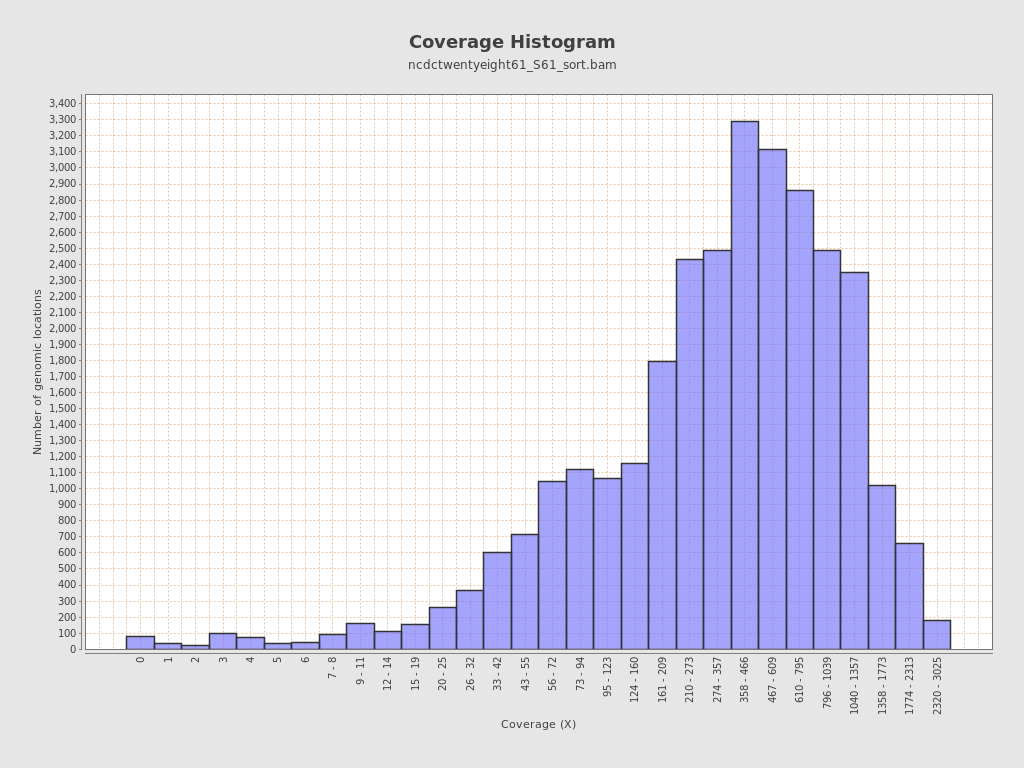 Coverage Histogram
ncdctwentyeight61_S61_sort.bam
Number of genomic locations
3,400
3,300
3,200
3,100
3,000
2,900
2,800
2,700
2,600
2,500
2,400
2,300
2,200
2,100
2,000
1,900
1,800
1,700
1,600
1,500
1,400
1,300
1,200
1,100
1,000
900
800
700
600
500
400
300
200
100
0
0
1
2
3
4
5
6
7 - 8
9 - 11
12 - 14
15 - 19
20 - 25
26 - 32
33 - 42
43 - 55
56 - 72
73 - 94
95 - 123
124 - 160
161 - 209
210 - 273
274 - 357
358 - 466
467 - 609
610 - 795
796 - 1039
1040 - 1357
1358 - 1773
1774 - 2313
2320 - 3025
Coverage (X)